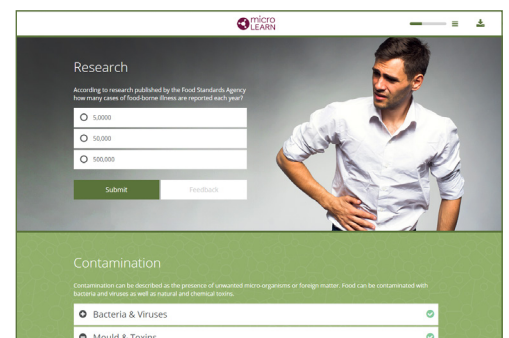 micro
LEARN
Research
According to research published by the Food Standards Agency
how many cases of food-borne illness are reported each year?
5,0000
50,000
500,000
Submit Feedback
Contamination
Contamination can be described as the presence of unwanted micro-organisms or foreign matter. Food can be contaminated with
bacteria and viruses as well as natural and chemical toxins.
Bacteria & Viruses
Mould & Toxins